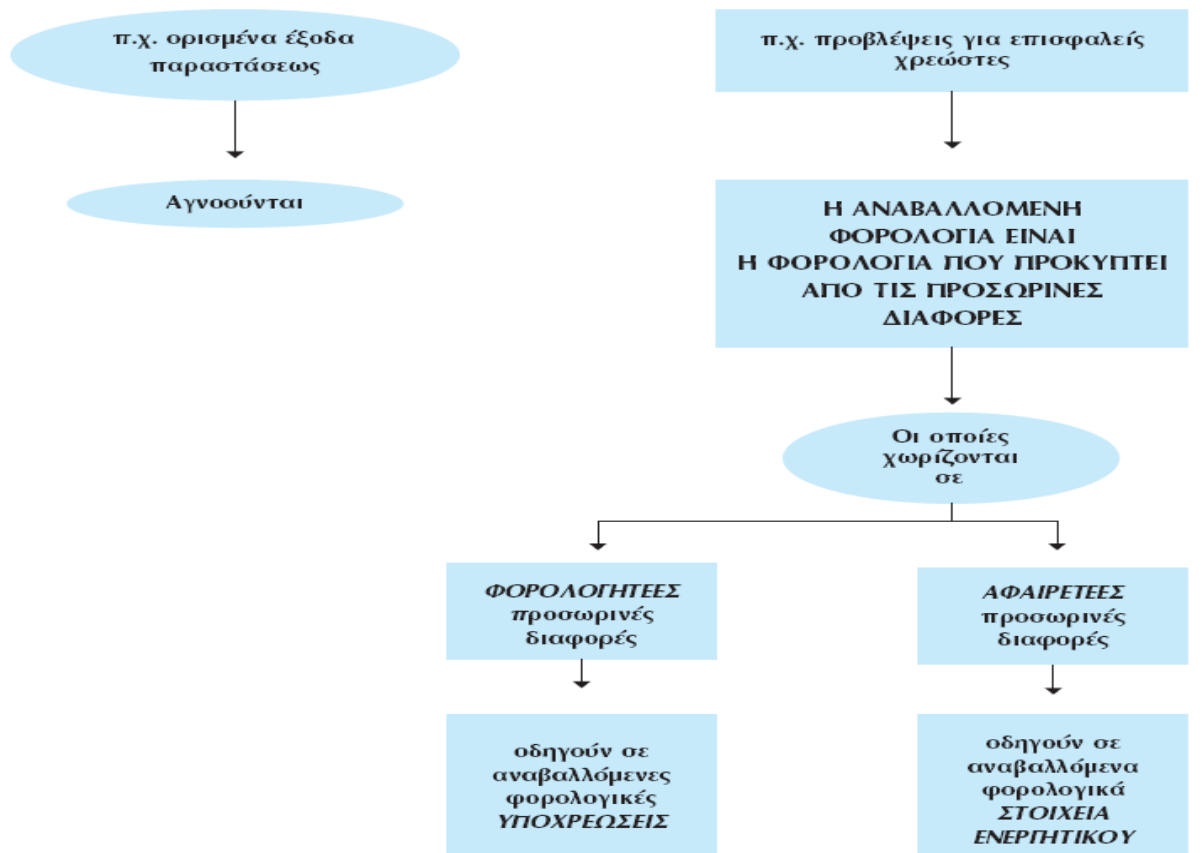 π.χ. ορισμένα έξοδα
παραστάσεως
Αγνοούνται
π.χ. προβλέψεις για επισφαλείς
χρεώστες
Η ΑΝΑΒΑΛΛΟΜΕΝΗ
ΦΟΡΟΛΟΓΙΑ ΕΙΝΑΙ
Η ΦΟΡΟΛΟΓΙΑ ΠΟΥ ΠΡΟΚΥΠΤΕΙ
ΑΠΟ ΤΙΣ ΠΡΟΣΩΡΙΝΕΣ
ΔΙΑΦΟΡΕΣ
Οι οποίες
χωρίζονται
σε
ΦΟΡΟΛΟΓΗΤΕΕΣ
προσωρινές
διαφορές
οδηγούν σε
αναβαλλόμενες
φορολογικές
ΥΠΟΧΡΕΩΣΕΙΣ
ΑΦΑΙΡΕΤΕΕΣ
προσωρινές
διαφορές
οδηγούν σε
αναβαλλόμενα
φορολογικά
ΣΤΟΙΧΕΙΑ
ΕΝΕΡΓΗΤΙΚΟΥ